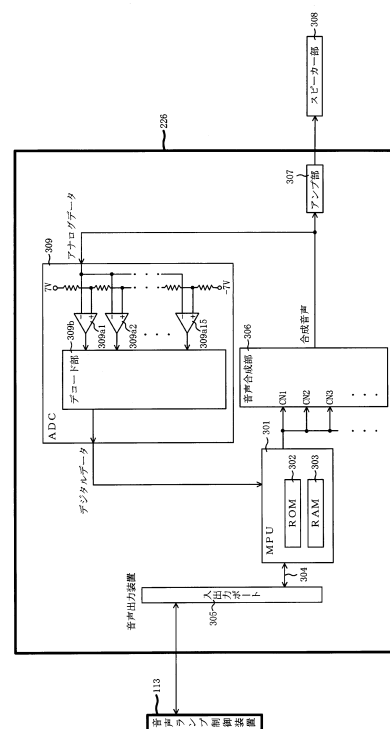 113
音声ランプ制御装置
226
音声出力装置
305
入出力ポート
304
301
MPU
302
ROM
303
RAM
デジタルデータ
309
ADC
309b
デコード部
309a1
309a2
309a15
7V
-7V
アナログデータ
306
音声合成部
CN1
CN2
CN3
合成音声
307
アンプ部
308
スピーカー部